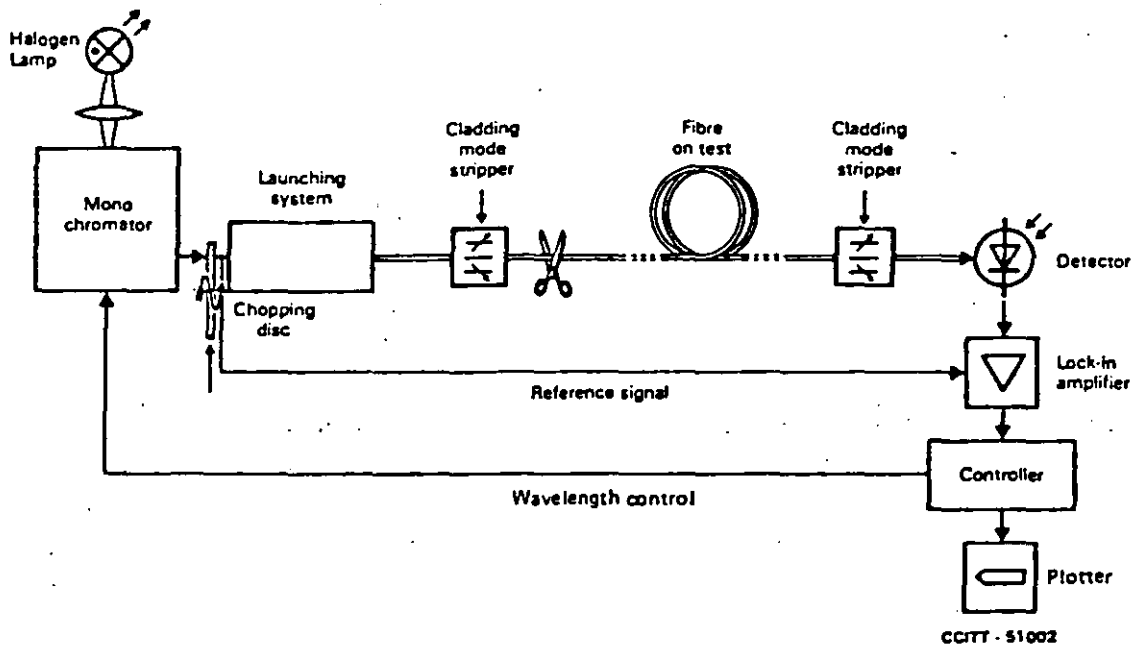 Halogen
Lamp
Mono
chromator
Launching
system
Chopping
disc
Cladding
mode
stripper
Fibre
on test
Cladding
mode
stripper
Detector
Reference signal
Lock-in
amplifier
Wavelength control
Controller
Plotter
CCITT - 51002